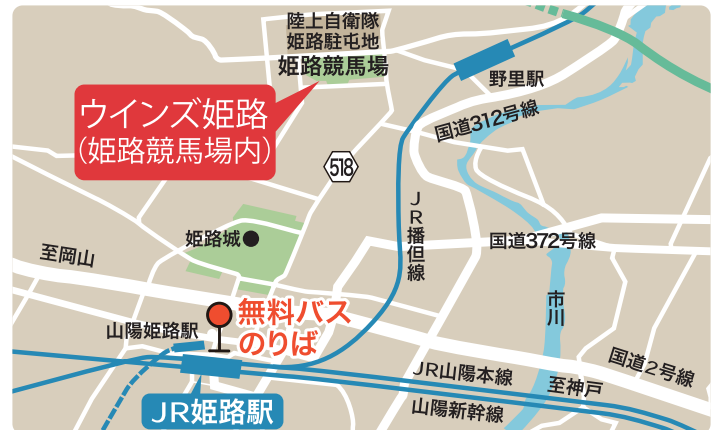 陸上自衛隊
姫路駐屯地
姫路競馬場
野里駅
ウインズ姫路
(姫路競馬場内)
国道312号線
518
JR播但線
姫路城
国道372号線
至岡山
市川
無料バス
のりば
山陽姫路駅
国道2号線
JR山陽本線
至神戸
JR姫路駅
山陽新幹線